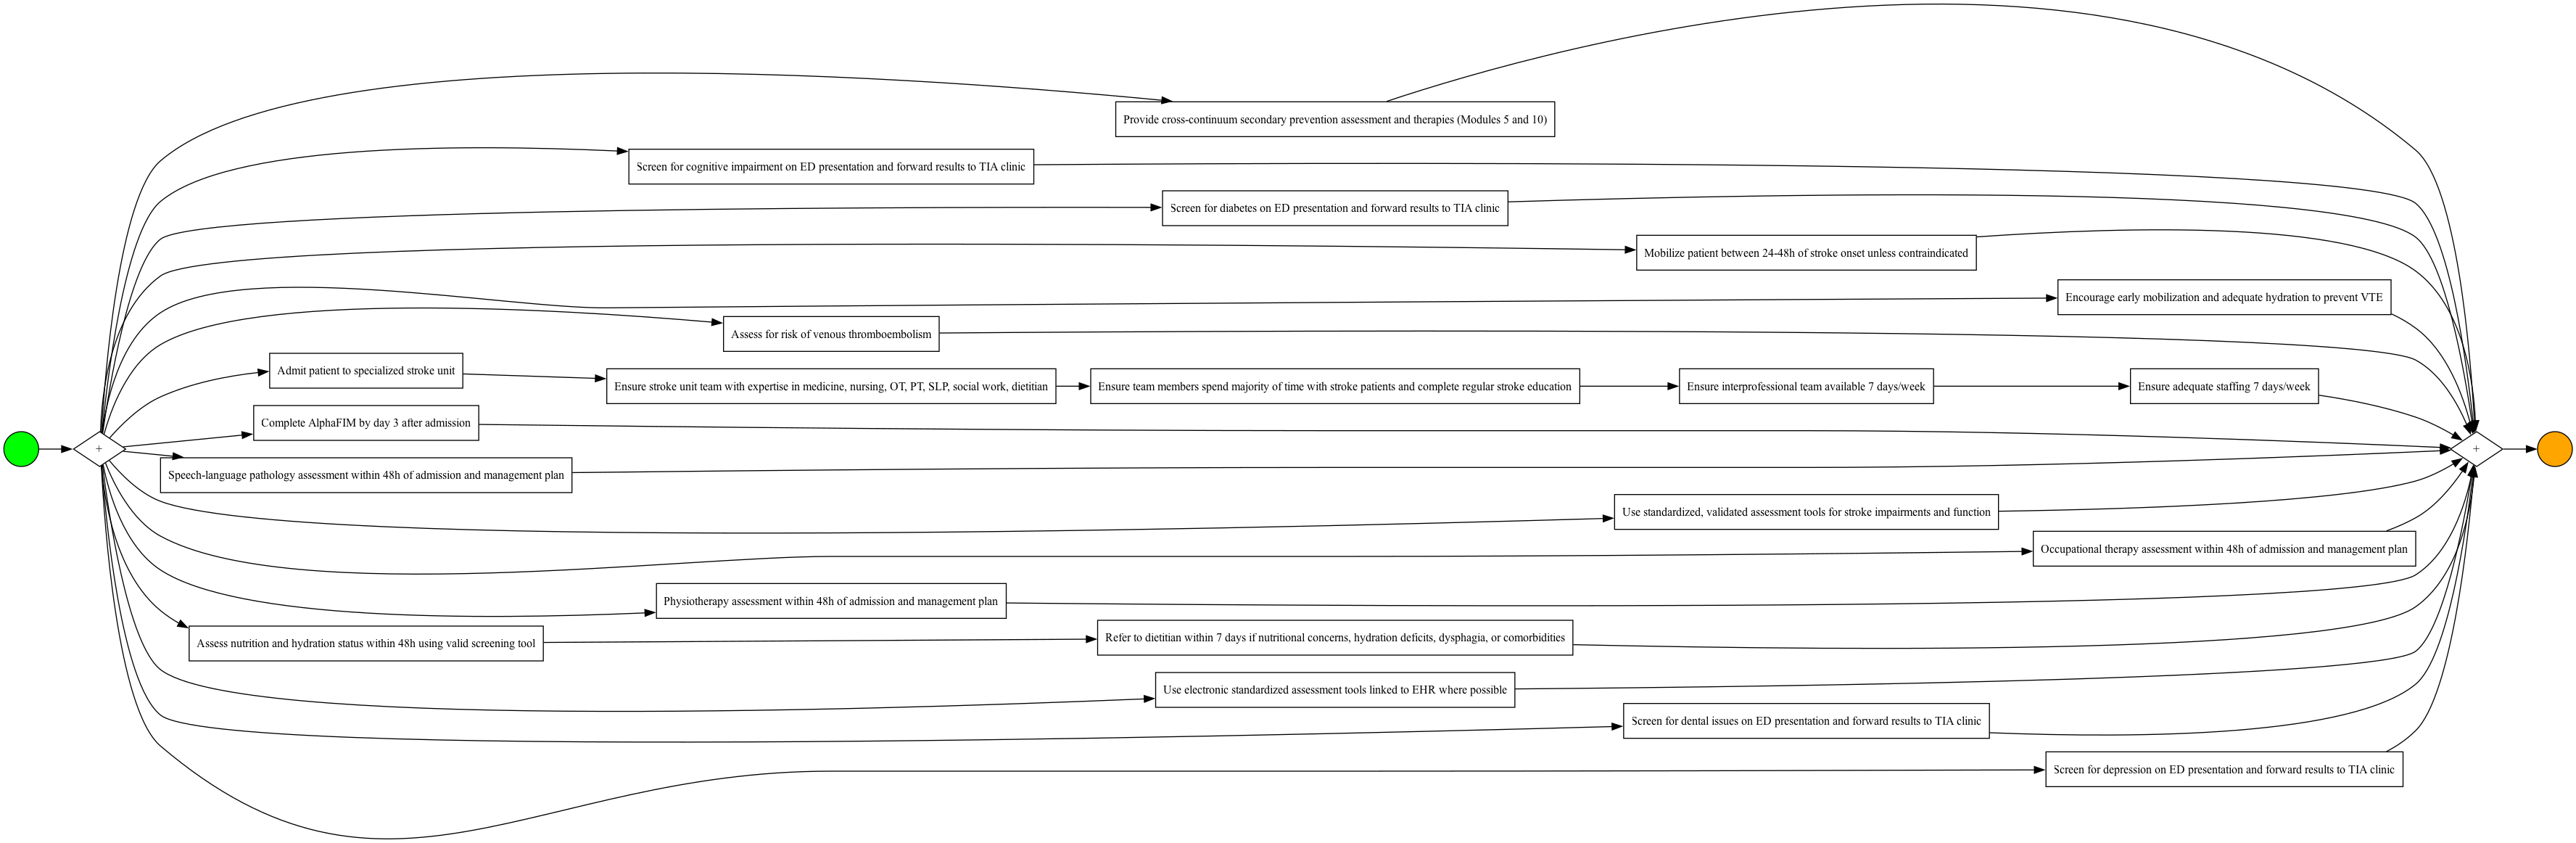 Provide cross-continuum secondary prevention assessment and therapies (Modules 5 and 10)
Screen for cognitive impairment on ED presentation and forward results to TIA clinic
Screen for diabetes on ED presentation and forward results to TIA clinic
Mobilize patient between 24-48h of stroke onset unless contraindicated
Encourage early mobilization and adequate hydration to prevent VTE
Assess for risk of venous thromboembolism
Admit patient to specialized stroke unit
Ensure stroke unit team with expertise in medicine, nursing, OT, PT, SLP, social work, dietitian
Ensure team members spend majority of time with stroke patients and complete regular stroke education
Ensure interprofessional team available 7 days/week
Ensure adequate staffing 7 days/week
Complete AlphaFIM by day 3 after admission
+
+
Speech-language pathology assessment within 48h of admission and management plan
Use standardized, validated assessment tools for stroke impairments and function
Occupational therapy assessment within 48h of admission and management plan
Physiotherapy assessment within 48h of admission and management plan
Assess nutrition and hydration status within 48h using valid screening tool
Refer to dietitian within 7 days if nutritional concerns, hydration deficits, dysphagia, or comorbidities
Use electronic standardized assessment tools linked to EHR where possible
Screen for dental issues on ED presentation and forward results to TIA clinic
Screen for depression on ED presentation and forward results to TIA clinic